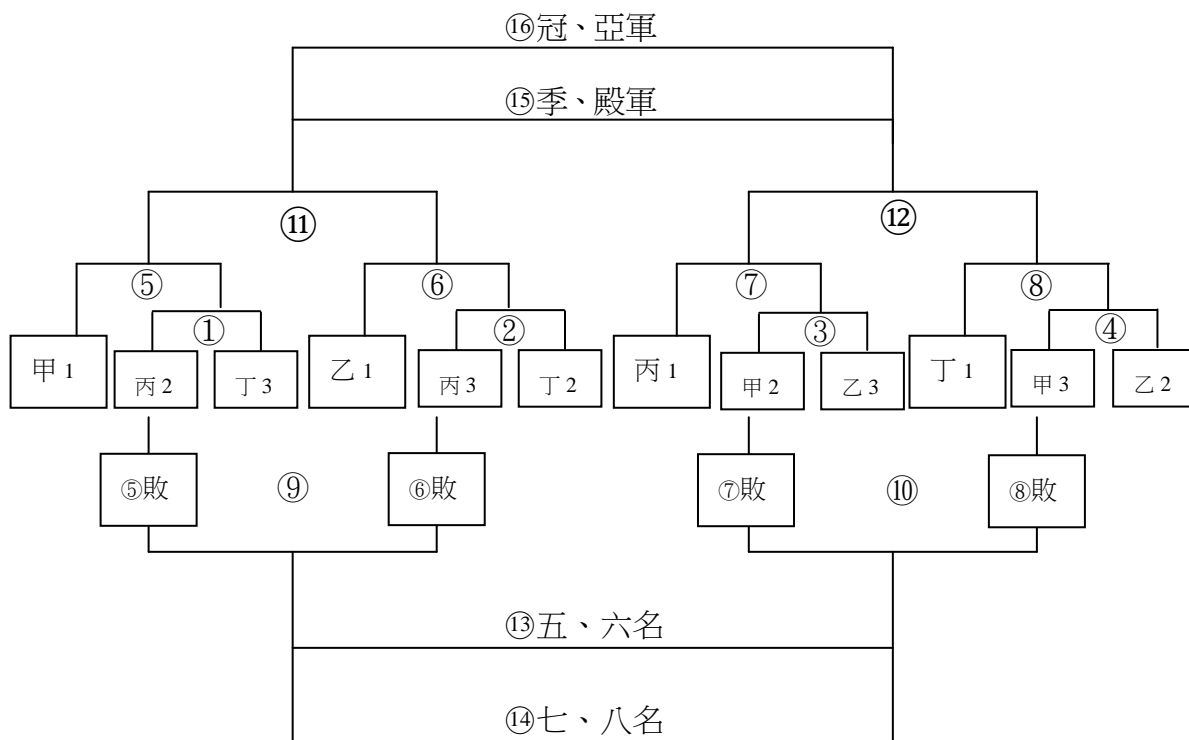 ⑯冠、亞軍
⑮季、殿軍
⑪ ⑫
⑤ ⑥ ⑦ ⑧
① ② ③ ④
甲 1 丙 2 丁 3 乙 1 丙 3 丁 2 丙 1 甲 2 乙 3 丁 1 甲 3 乙 2
⑤敗 ⑨ ⑥敗 ⑦敗 ⑩ ⑧敗
⑬五、六名
⑭七、八名